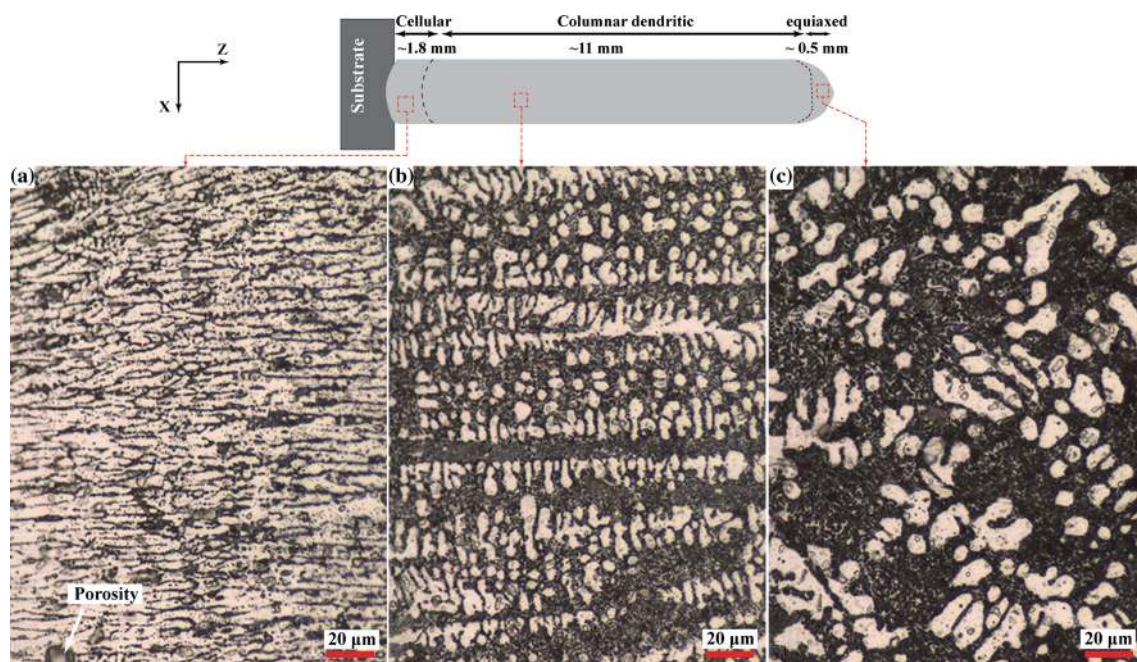 Cellular
Columnar dendritic
equiaxed
~1.8 mm
~11 mm
~ 0.5 mm
Z
X
Substrate
(a)
(b)
(c)
Porosity
20 µm
20 µm
20 µm